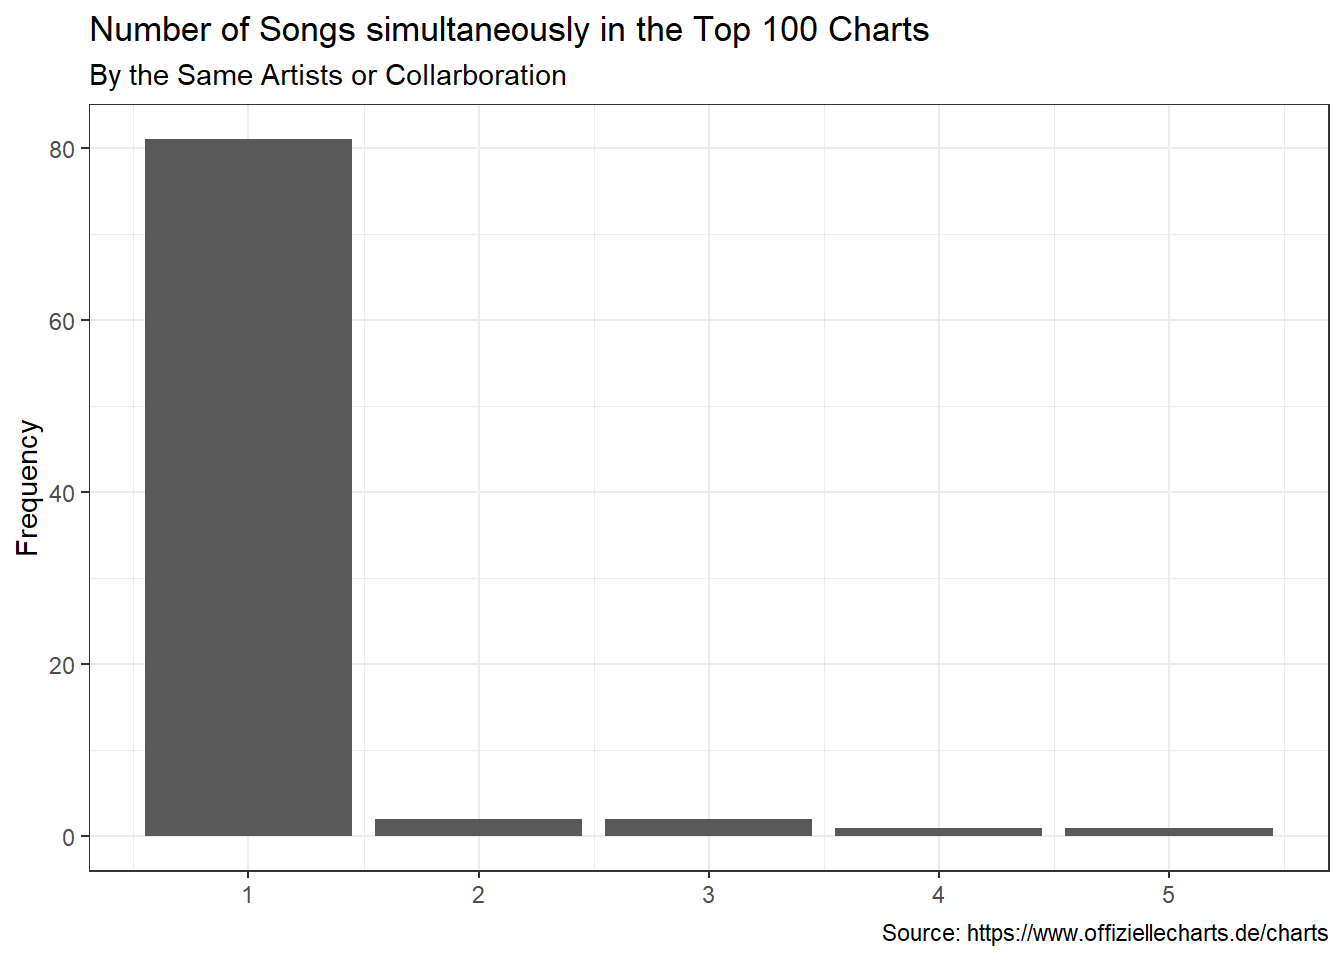 Number of Songs simultaneously in the Top 100 Charts
By the Same Artists or Collarboration
Frequency
80
60
40
20
0
1 2 3 4 5
Source: https://www.offiziellecharts.de/charts